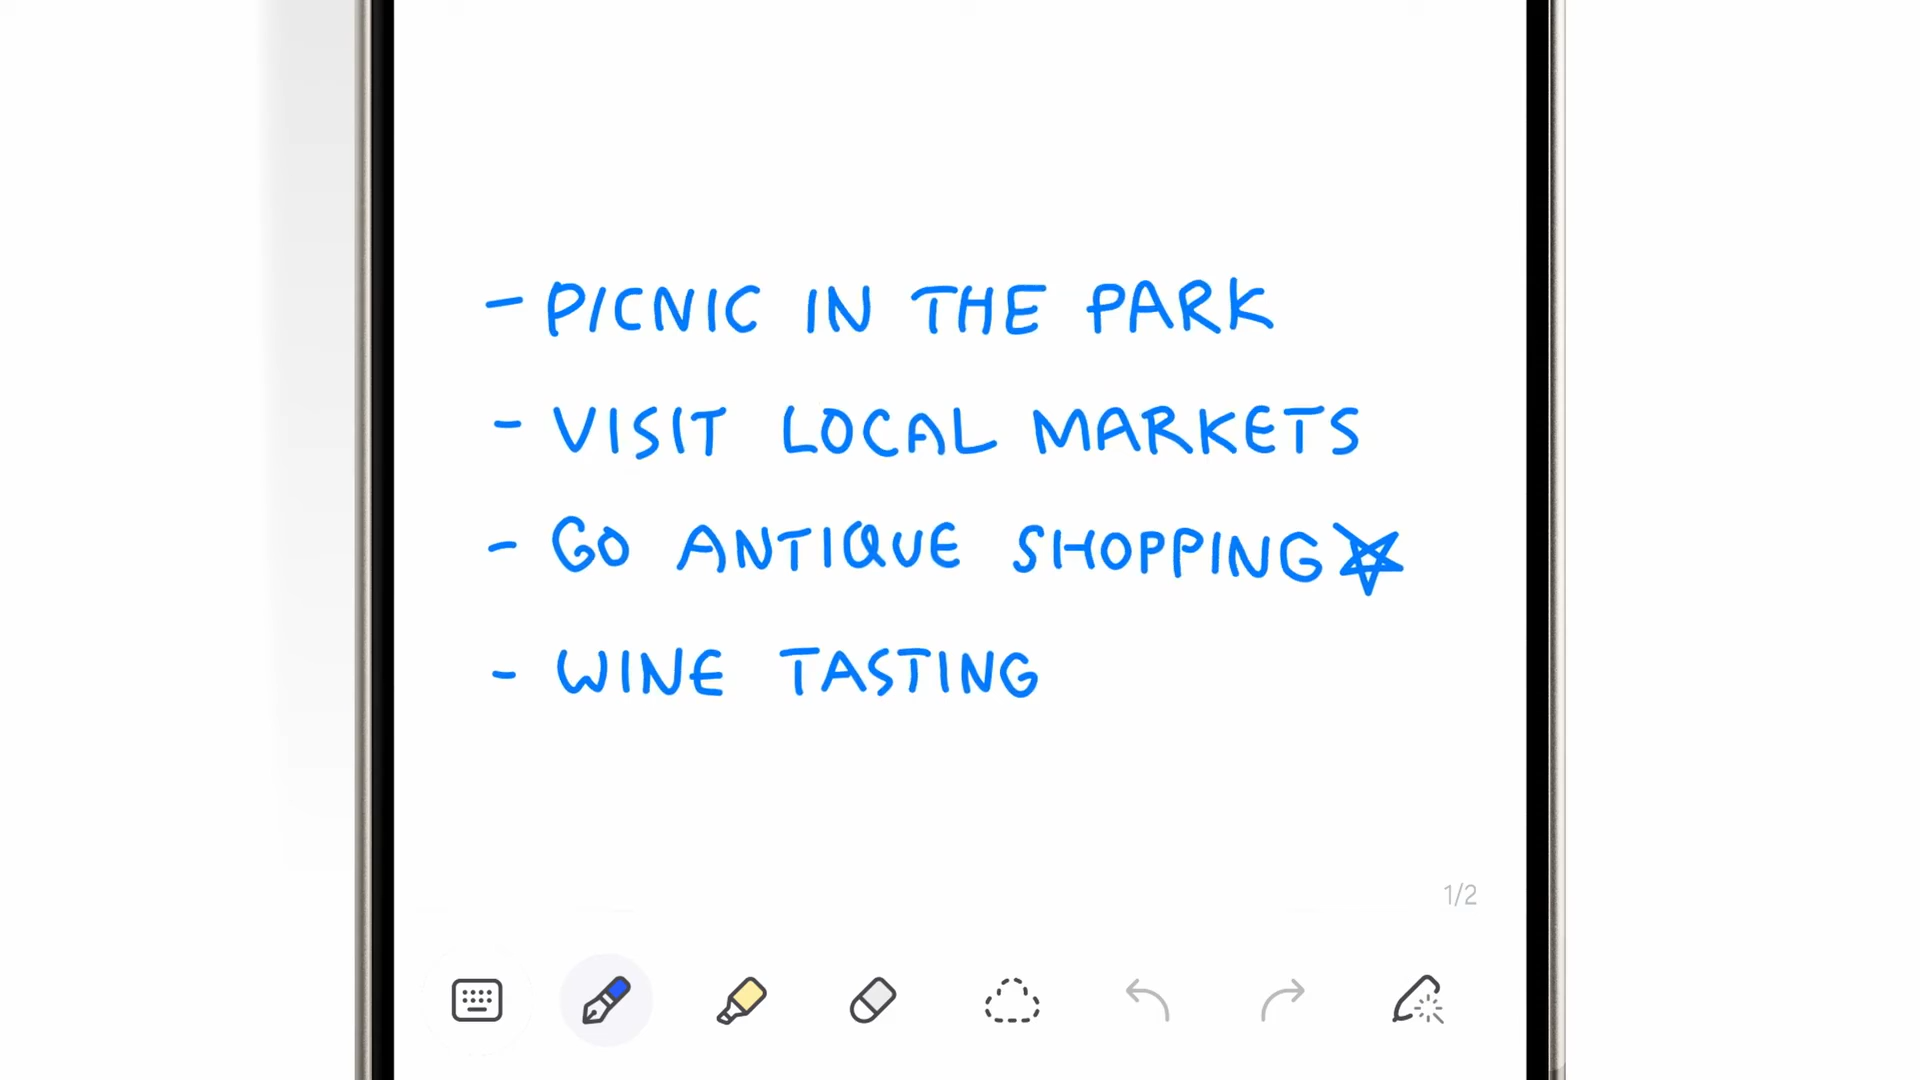 - PICNIC IN THE PARK
- VISIT LOCAL MARKETS
- GO ANTIQUE SHOPPING☆
- WINE TASTING
1/2